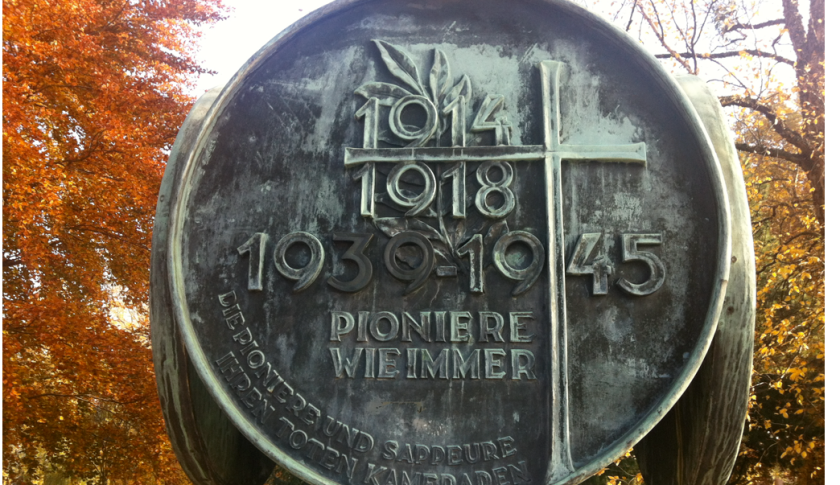 1914
1918
1939-1945
PIONIERE
WIE IMMER
DIE PIONIERE UND SAPPEURE
IHREN TOTEN KAMERADEN